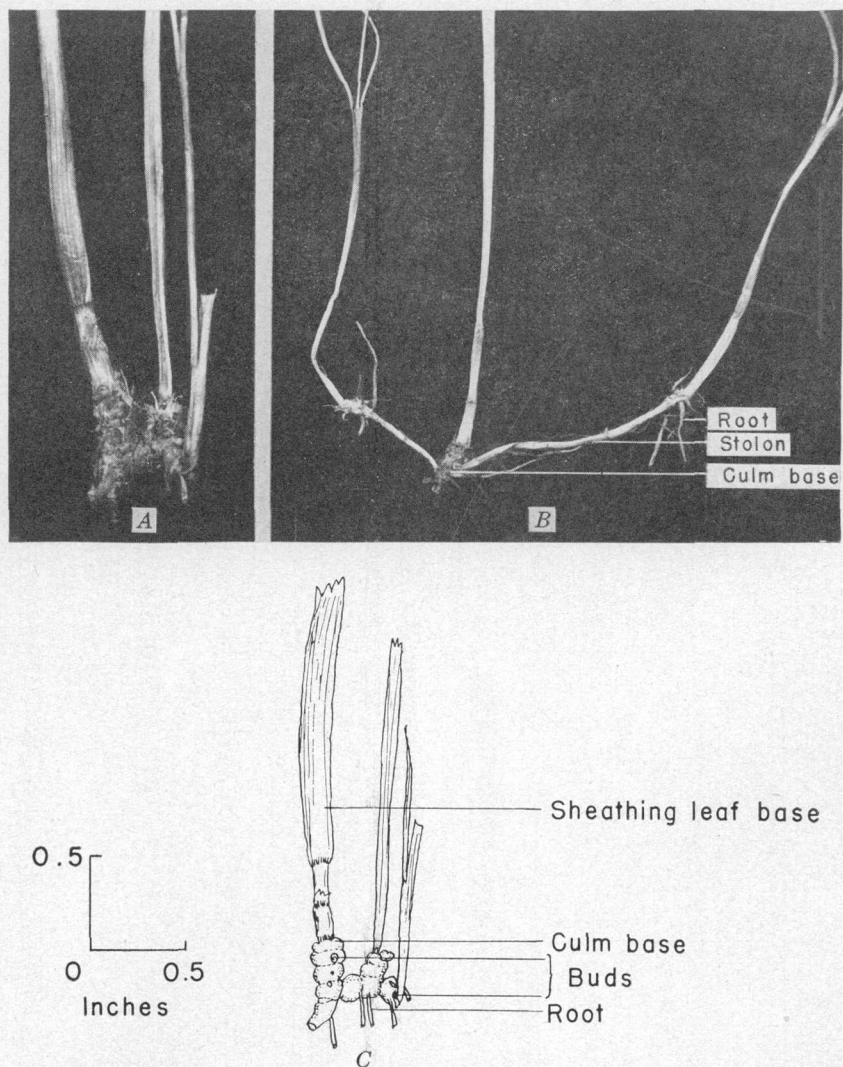 Root
Stolon
Culm base
A
B
Sheathing leaf base
0.5
Culm base
0
0.5
Buds
Inches
Root
C